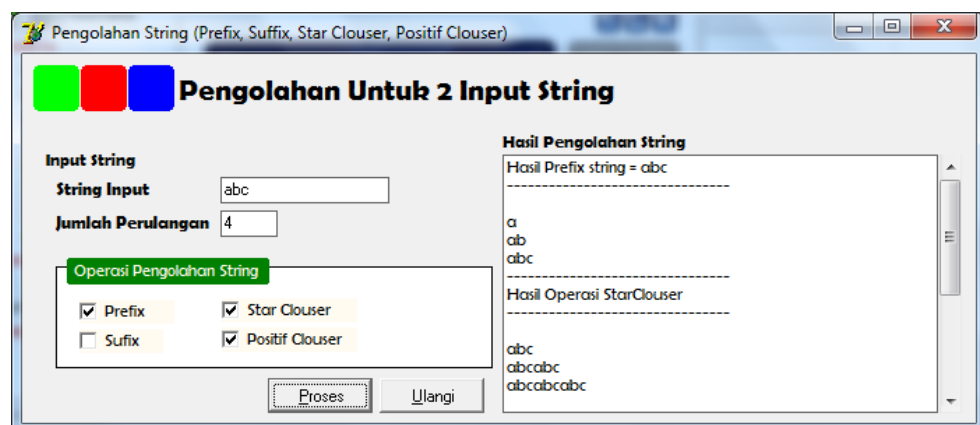 Pengolahan String (Prefix, Suffix, Star Clouser, Positif Clouser)
Pengolahan Untuk 2 Input String
Input String
String Input abc
Jumlah Perulangan 4
Operasi Pengolahan String
Prefix Star Clouser
Sufix Positif Clouser
Proses Ulangi
Hasil Pengolahan String
Hasil Prefix string = abc
--------------------------------
a
ab
abc
--------------------------------
Hasil Operasi StarClouser
--------------------------------
abc
abcabc
abcabcabc